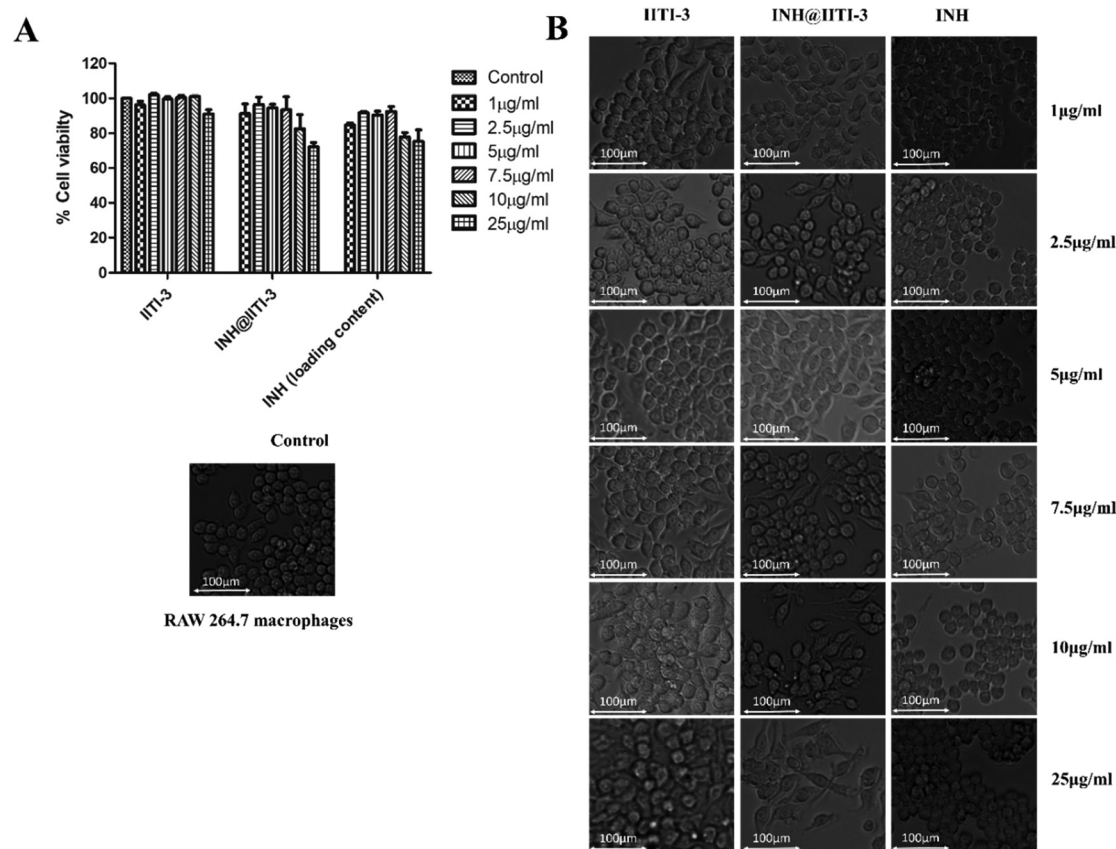 A
120
100
80
60
40
20
0
% Cell viabilty
IITI-3
INH@IITI-3
INH (loading content)
Control
1µg/ml
2.5µg/ml
5µg/ml
7.5µg/ml
10µg/ml
25µg/ml
Control
100µm
RAW 264.7 macrophages
B
IITI-3 INH@IITI-3 INH
100µm 100µm 100µm 1µg/ml
100µm 100µm 100µm 2.5µg/ml
100µm 100µm 100µm 5µg/ml
100µm 100µm 100µm 7.5µg/ml
100µm 100µm 100µm 10µg/ml
100µm 100µm 100µm 25µg/ml